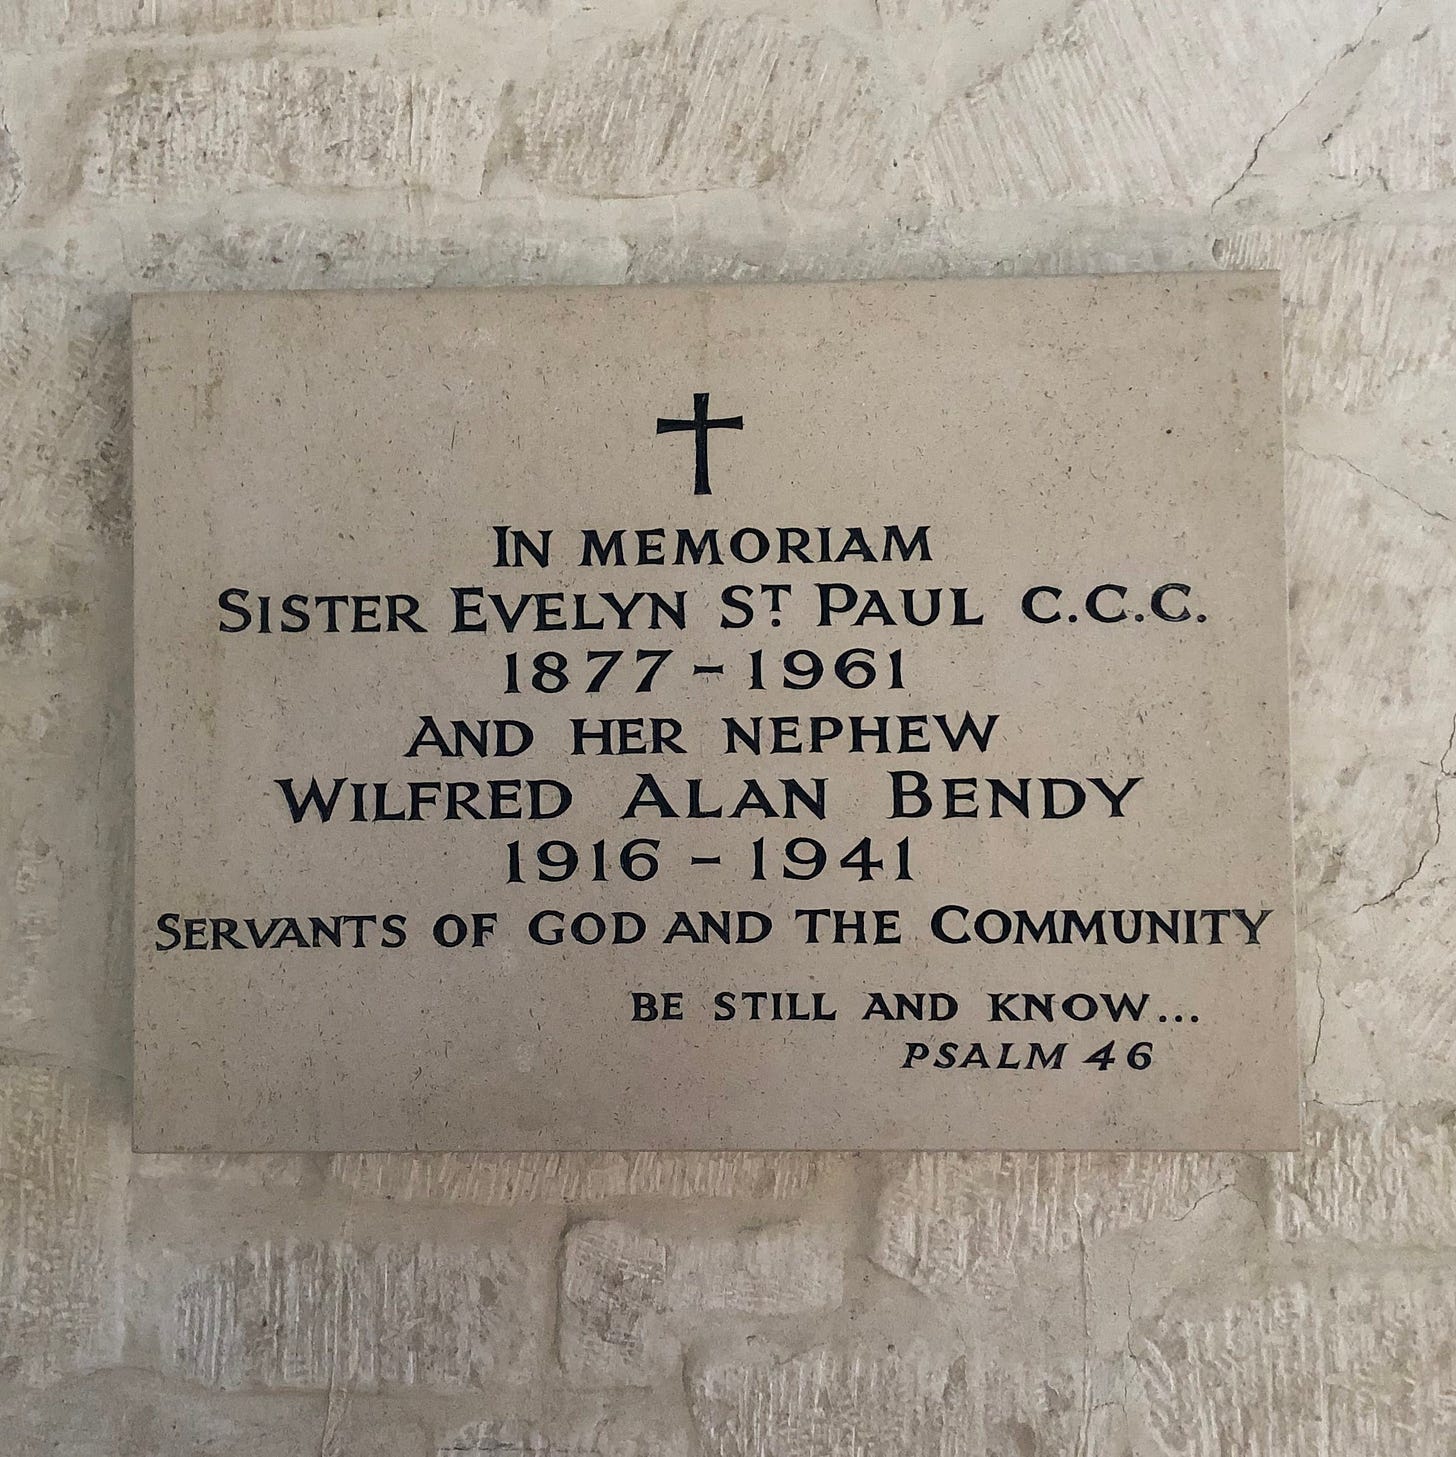 IN MEMORIAM
SISTER EVELYN ST. PAUL C.C.C.
1877 – 1961
AND HER NEPHEW
WILFRED ALAN BENDY
1916 – 1941
SERVANTS OF GOD AND THE COMMUNITY
BE STILL AND KNOW...
PSALM 46